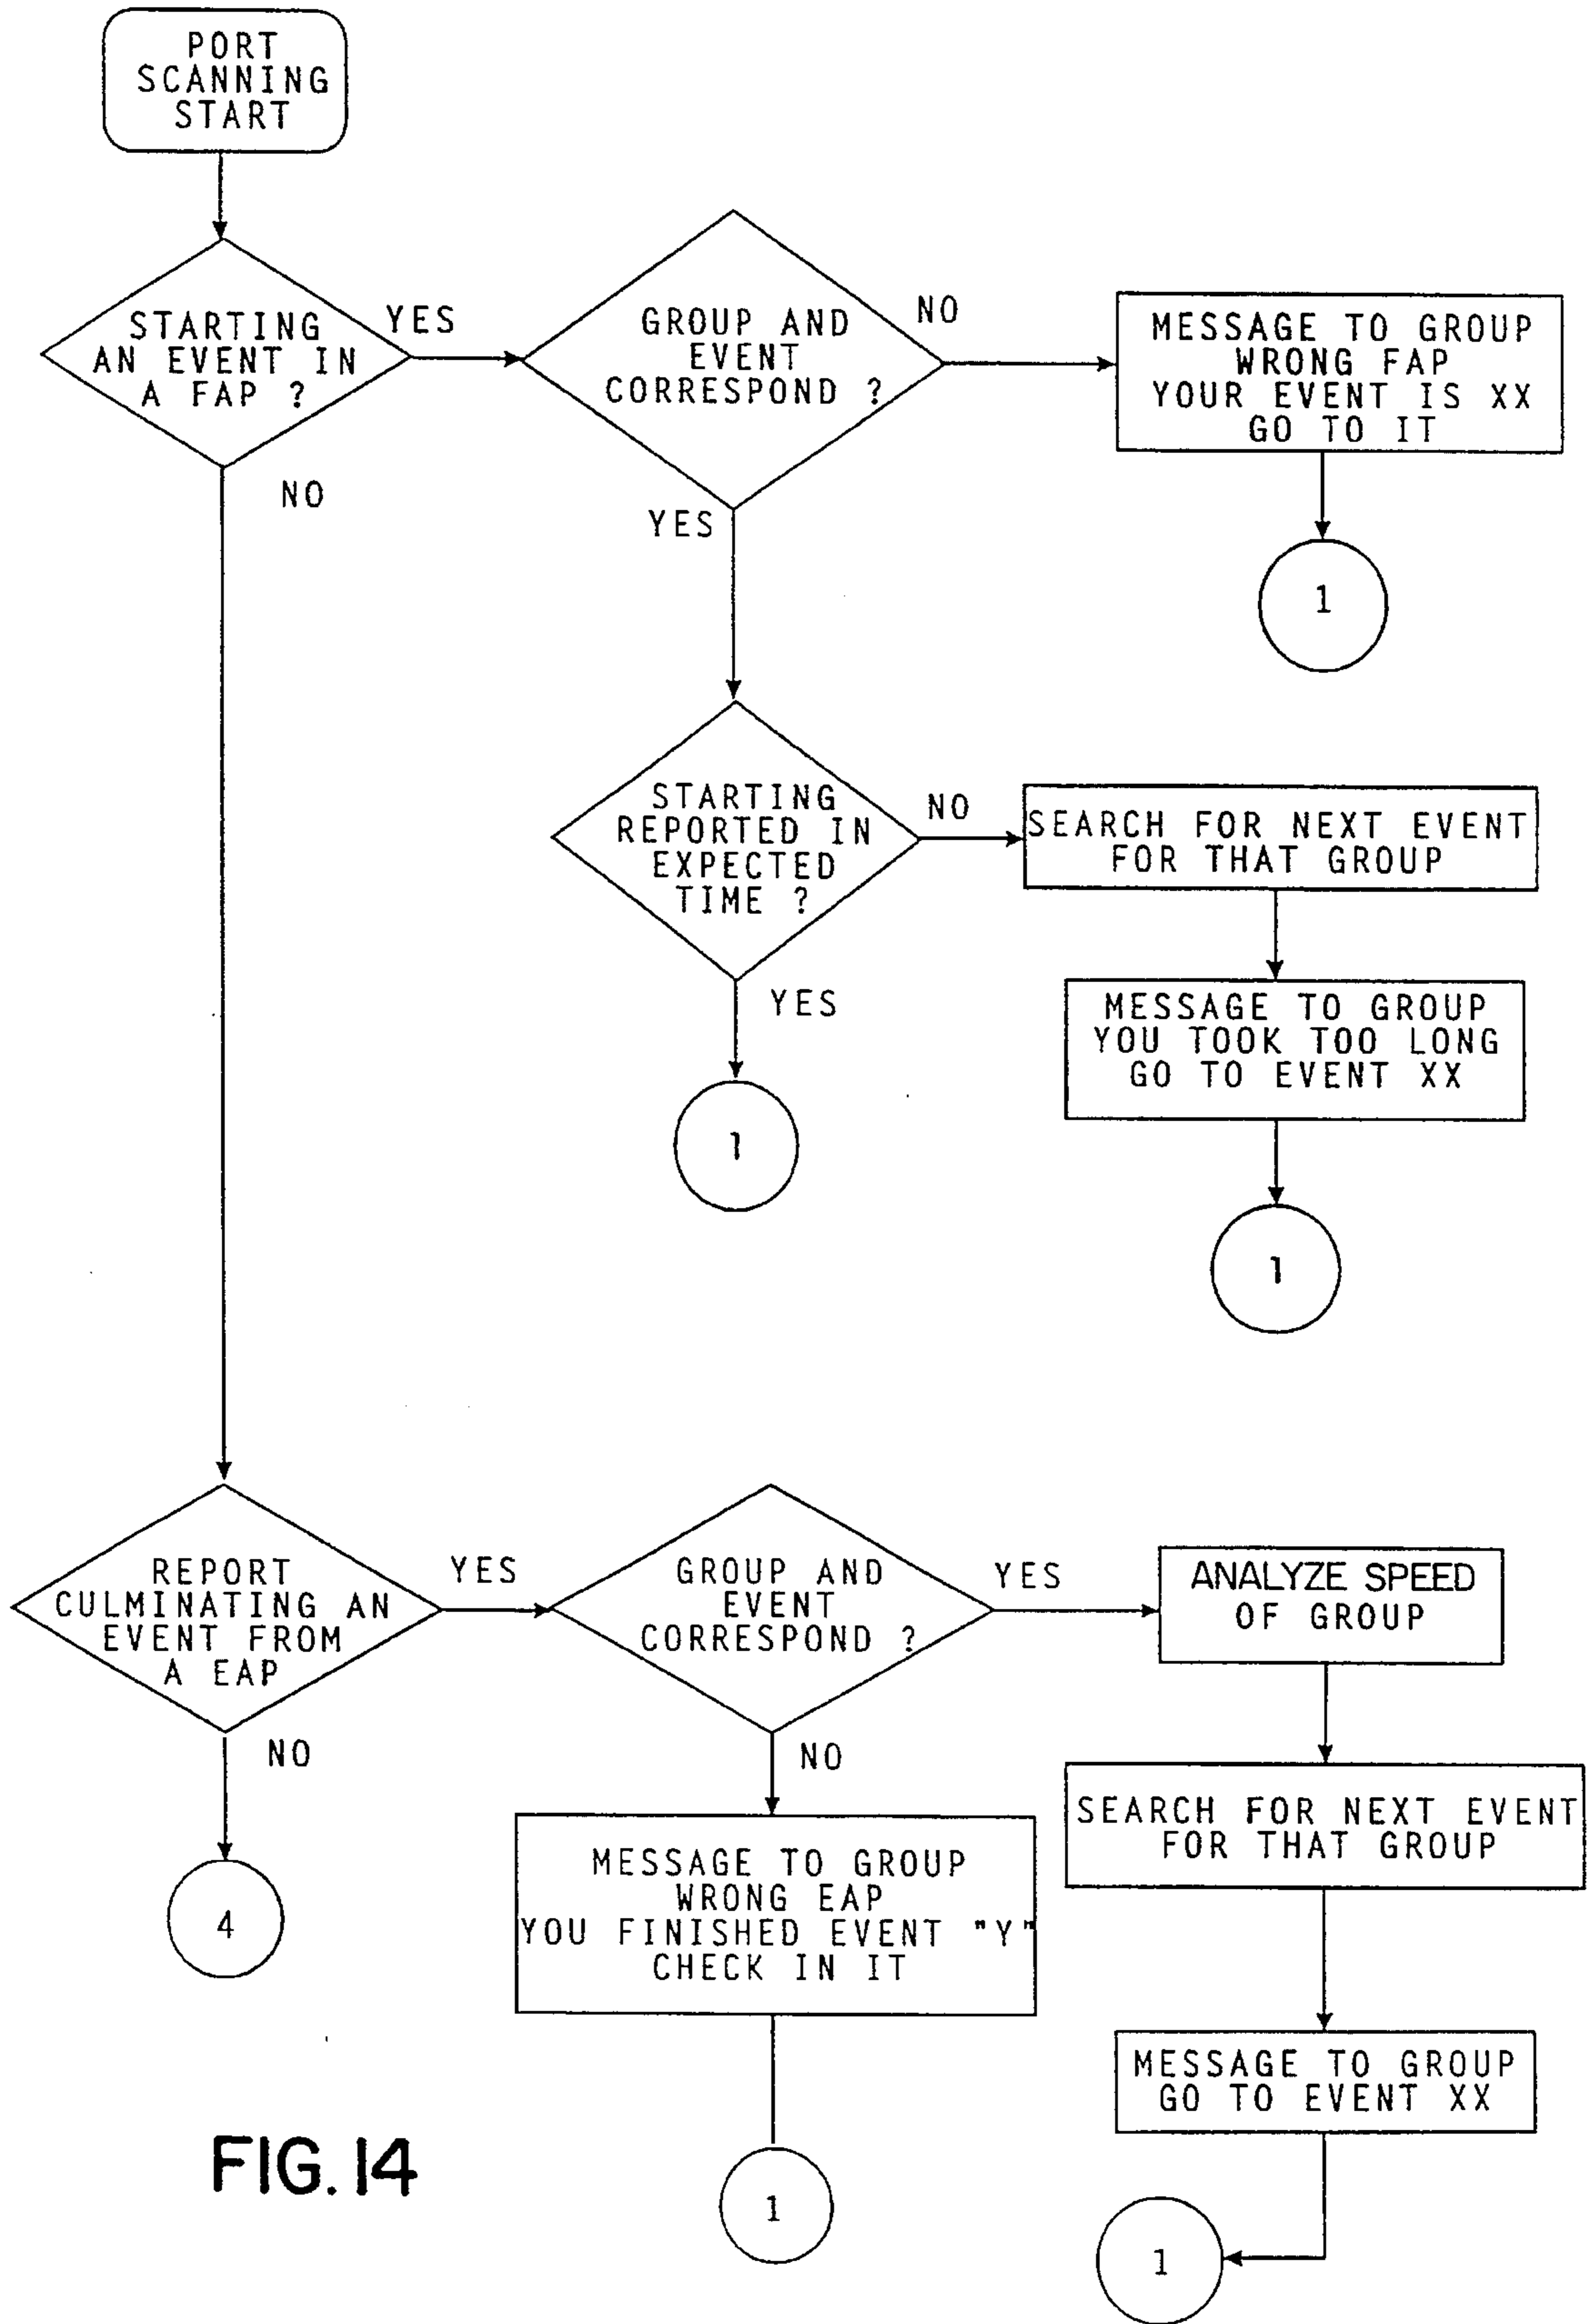 PORT
SCANNING
START
STARTING
AN EVENT IN
A FAP ?
YES
NO
GROUP AND
EVENT
CORRESPOND ?
NO
YES
MESSAGE TO GROUP
WRONG FAP
YOUR EVENT IS XX
GO TO IT
1
STARTING
REPORTED IN
EXPECTED
TIME ?
NO
YES
SEARCH FOR NEXT EVENT
FOR THAT GROUP
MESSAGE TO GROUP
YOU TOOK TOO LONG
GO TO EVENT XX
1
1
REPORT
CULMINATING AN
EVENT FROM
A EAP
YES
NO
4
GROUP AND
EVENT
CORRESPOND ?
YES
NO
ANALYZE SPEED
OF GROUP
SEARCH FOR NEXT EVENT
FOR THAT GROUP
MESSAGE TO GROUP
WRONG EAP
YOU FINISHED EVENT "Y"
CHECK IN IT
1
MESSAGE TO GROUP
GO TO EVENT XX
1
FIG. 14